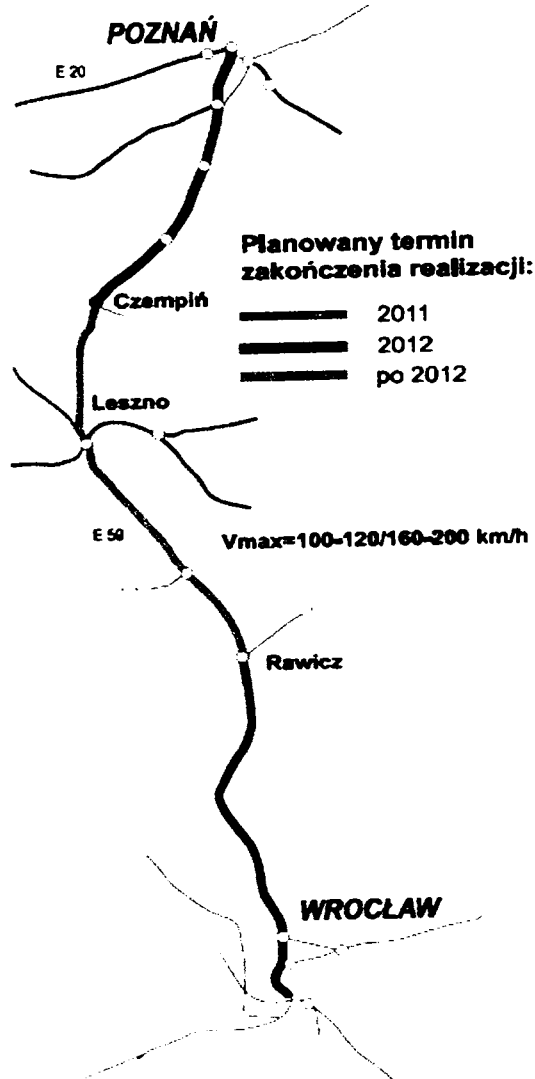 POZNAŃ
E 20
Planowany termin
zakończenia realizacji:
Czempiń
2011
2012
po 2012
Leszno
E 59
Vmax=100-120/160-200 km/h
Rawicz
WROCŁAW